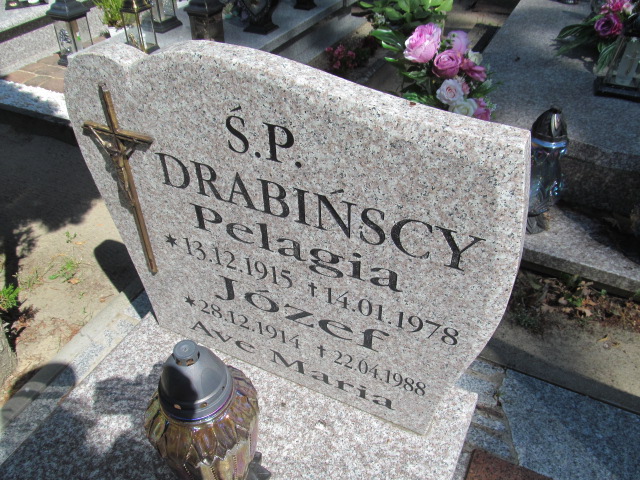 Ś.P.
DRABIŃSCY
Pelagia
*13.12.1915 †14.01.1978
Józef
*28.12.1914 †22.04.1988
Ave Maria